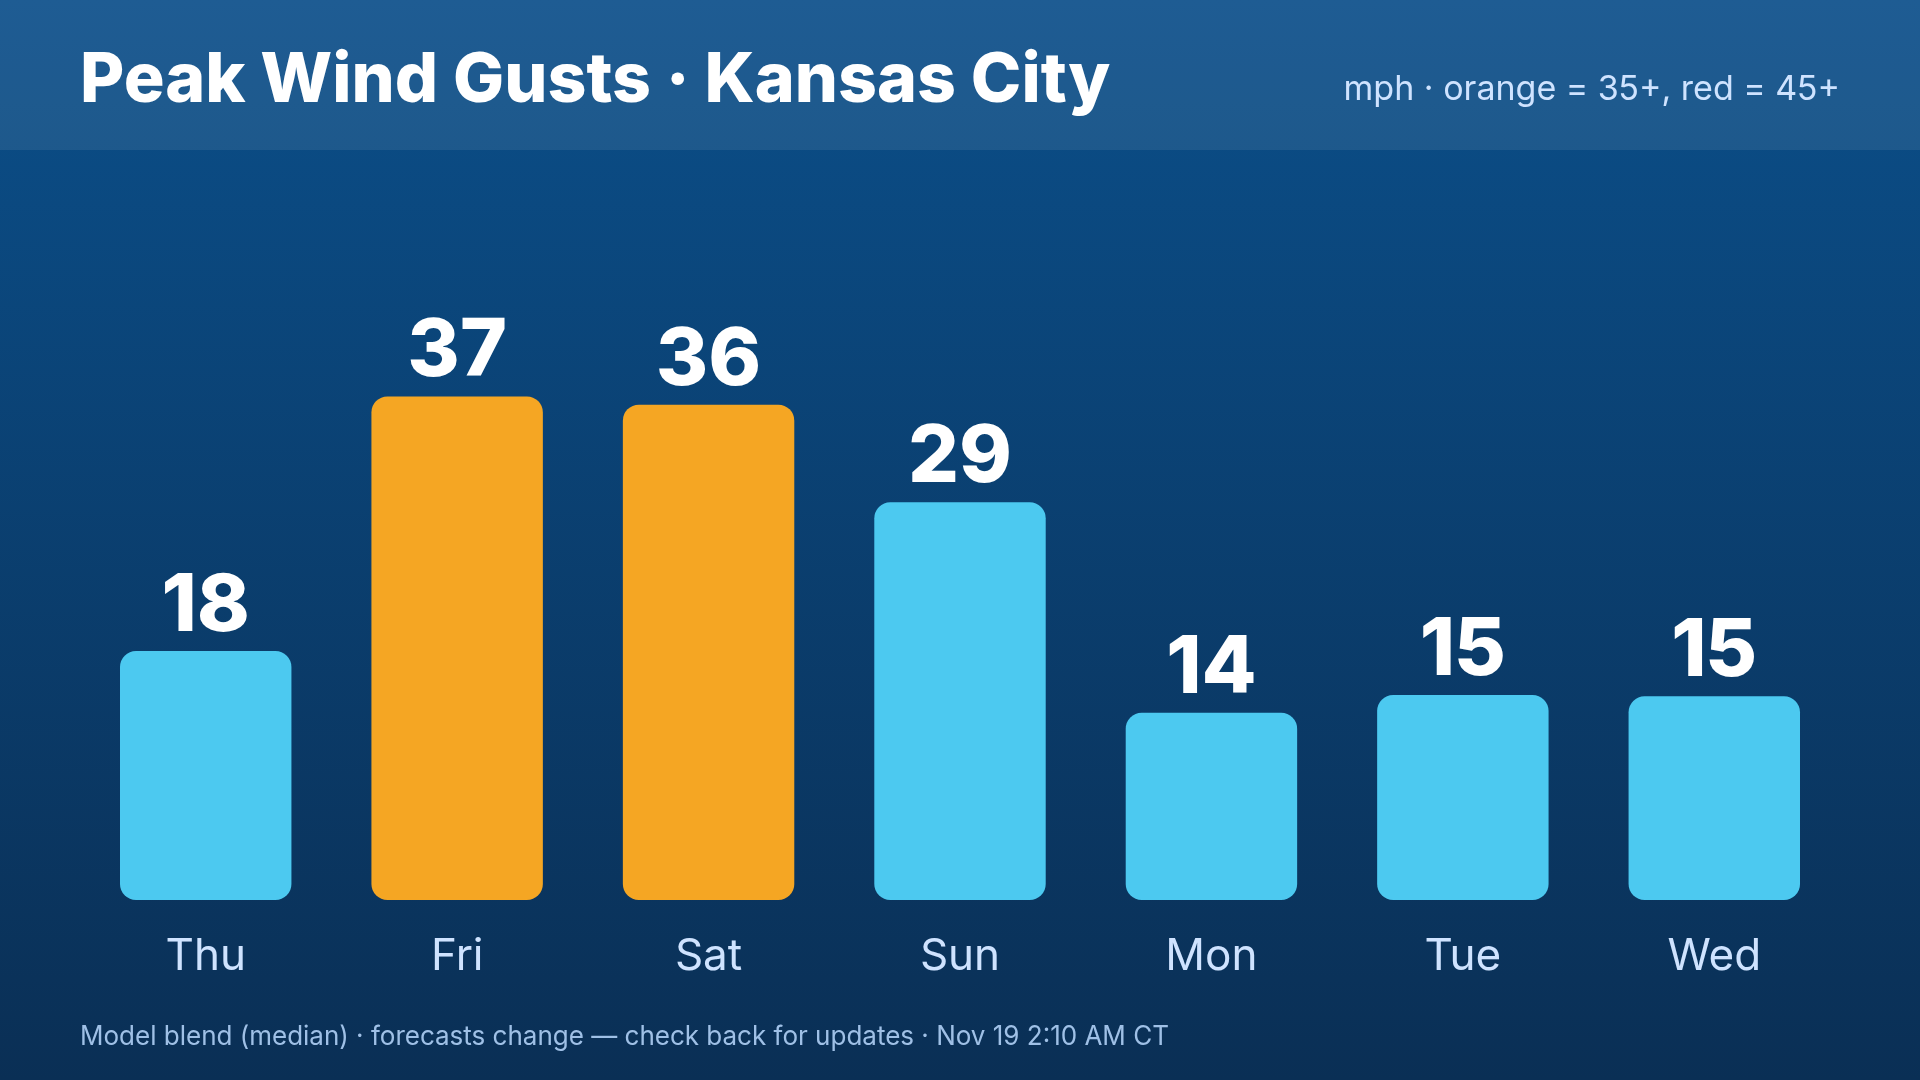 Peak Wind Gusts · Kansas City
mph · orange = 35+, red = 45+
37
36
29
18
14
15
15
Thu
Fri
Sat
Sun
Mon
Tue
Wed
Model blend (median) · forecasts change — check back for updates · Nov 19 2:10 AM CT